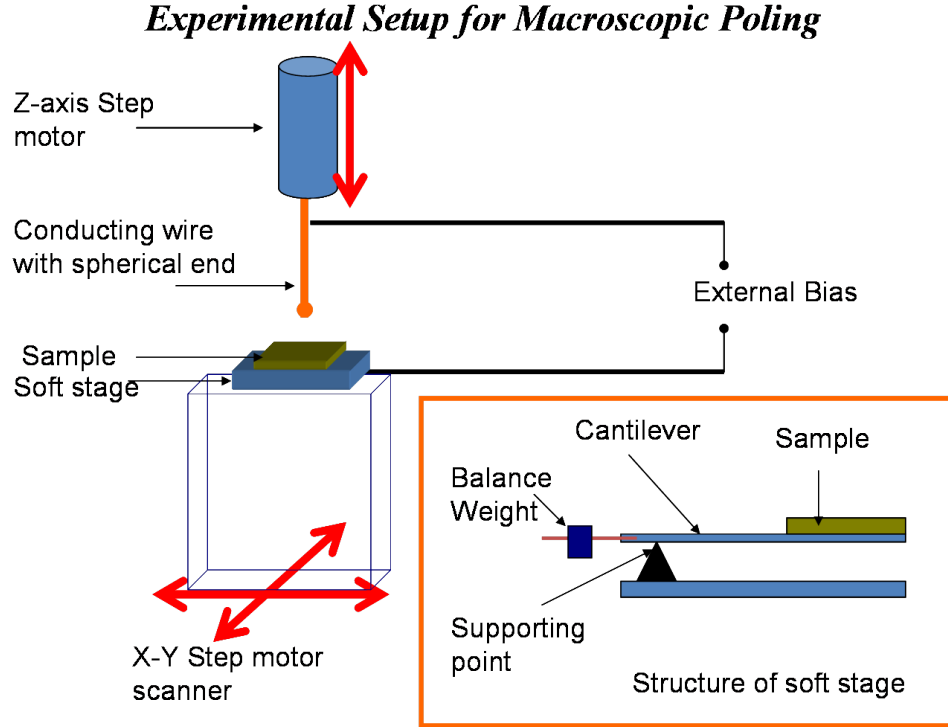 Experimental Setup for Macroscopic Poling
Z-axis Step
motor
Conducting wire
with spherical end
External Bias
Sample
Soft stage
X-Y Step motor
scanner
Cantilever
Sample
Balance
Weight
Supporting
point
Structure of soft stage